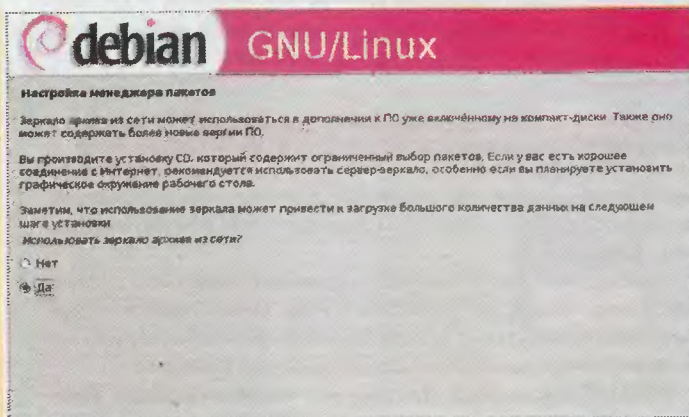 debian GNU/Linux
Настройка менеджера пакетов
Зеркало архива из сети может использоваться в дополнении к ПО уже включённому на компакт-диски. Также оно
может содержать более новые версии ПО.
Вы производите установку CD, который содержит ограниченный выбор пакетов. Если у вас есть хорошее
соединение с Интернет, рекомендуется использовать сервер-зеркало, особенно если вы планируете установить
графическое окружение рабочего стола.
Заметим, что использование зеркала может привести к загрузке большого количества данных на следующем
шаге установки
Использовать зеркало архива из сети?
Нет
Да